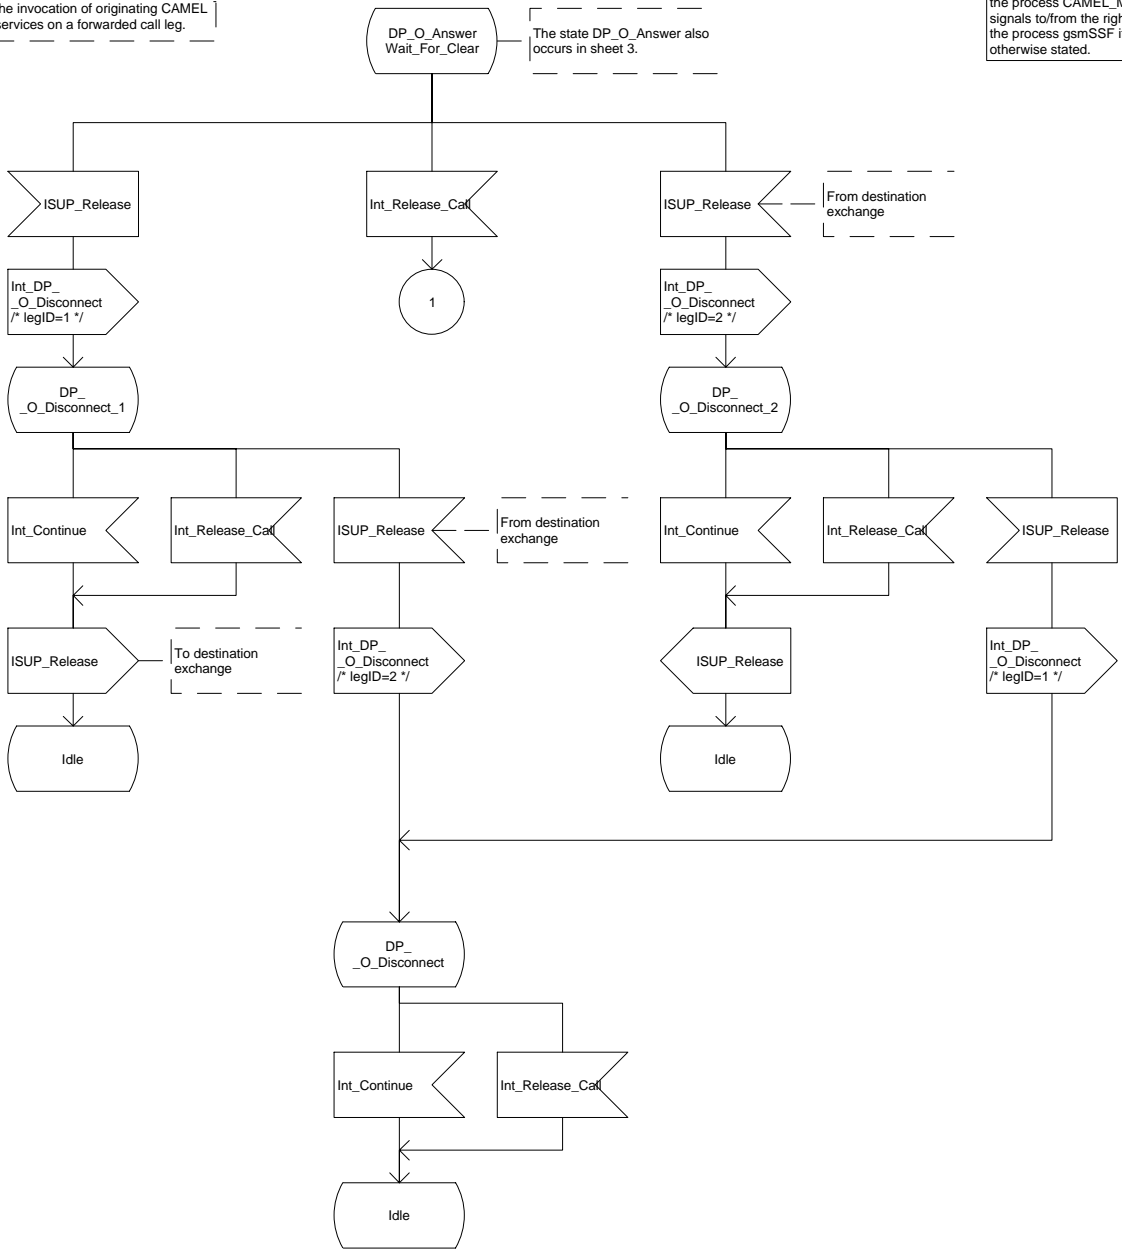 he invocation of originating CAMEL
services on a forwarded call leg.
DP_O_Answer
Wait_For_Clear
The state DP_O_Answer also
occurs in sheet 3.
the process CAMEL_M
signals to/from the righ
the process gsmSSF i
otherwise stated.
ISUP_Release
Int_Release_Call
ISUP_Release
From destination
exchange
Int_DP_
_O_Disconnect
/* legID=1 */
1
Int_DP_
_O_Disconnect
/* legID=2 */
DP_
_O_Disconnect_1
DP_
_O_Disconnect_2
Int_Continue
Int_Release_Call
ISUP_Release
From destination
exchange
Int_Continue
Int_Release_Call
ISUP_Release
ISUP_Release
To destination
exchange
Int_DP_
_O_Disconnect
/* legID=2 */
ISUP_Release
Int_DP_
_O_Disconnect
/* legID=1 */
Idle
Idle
DP_
_O_Disconnect
Int_Continue
Int_Release_Call
Idle